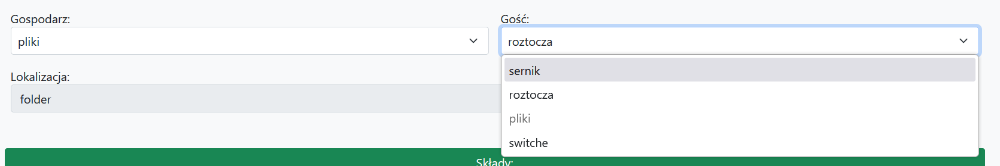 Gospodarz:
Gość:
pliki
roztocza
Lokalizacja:
folder
sernik
roztocza
pliki
switche
Składy: